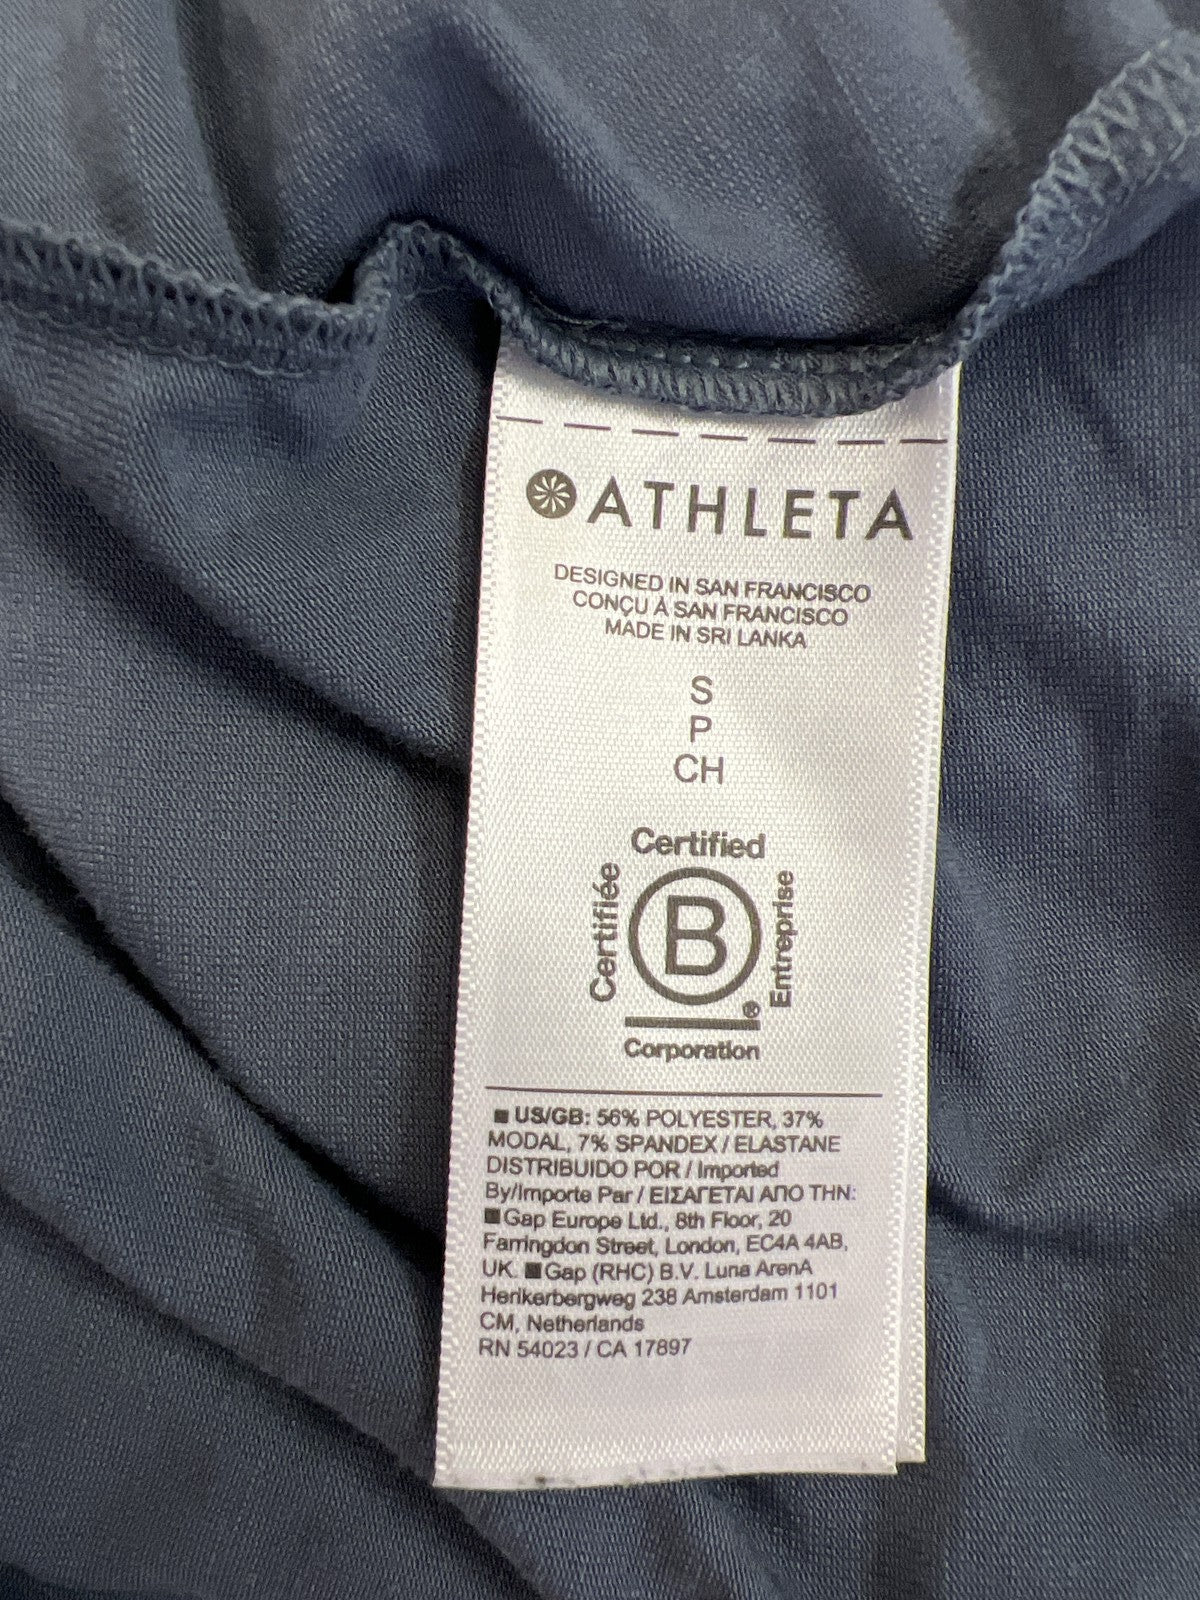 ATHLETA
DESIGNED IN SAN FRANCISCO
CONÇU À SAN FRANCISCO
MADE IN SRI LANKA
S
P
CH
Certified
Certifiée
B
Entreprise
®
Corporation
■ US/GB: 56% POLYESTER, 37%
MODAL, 7% SPANDEX / ELASTANE
DISTRIBUIDO POR / Imported
By/Importe Par / ΕΙΣΑΓΕΤΑΙ ΑΠΟ ΤΗΝ:
■ Gap Europe Ltd., 8th Floor, 20
Farringdon Street, London, EC4A 4AB,
UK. ■ Gap (RHC) B.V. Luna ArenA
Herikerbergweg 238 Amsterdam 1101
CM, Netherlands
RN 54023 / CA 17897